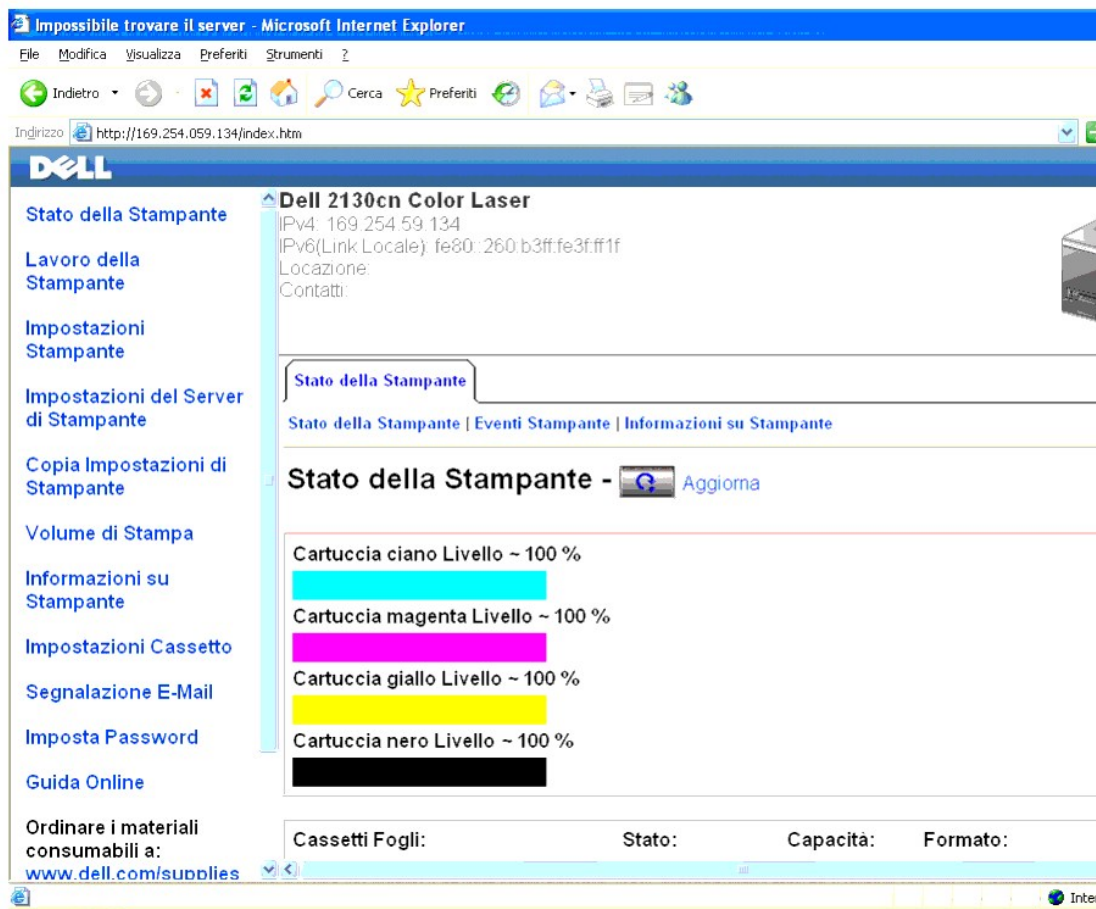 Impossibile trovare il server - Microsoft Internet Explorer
File Modifica Visualizza Preferiti Strumenti ?
Indietro Cerca Preferiti
Indirizzo http://169.254.059.134/index.htm
DELL
Stato della Stampante
Lavoro della
Stampante
Impostazioni
Stampante
Impostazioni del Server
di Stampante
Copia Impostazioni di
Stampante
Volume di Stampa
Informazioni su
Stampante
Impostazioni Cassetto
Segnalazione E-Mail
Imposta Password
Guida Online
Ordinare i materiali
consumabili a:
www.dell.com/supplies
Dell 2130cn Color Laser
IPv4: 169.254.59.134
IPv6(Link Locale): fe80::260:b3ff:fe3f:ff1f
Locazione:
Contatti:
Stato della Stampante
Stato della Stampante | Eventi Stampante | Informazioni su Stampante
Stato della Stampante - Aggiorna
Cartuccia ciano Livello ~ 100 %
Cartuccia magenta Livello ~ 100 %
Cartuccia giallo Livello ~ 100 %
Cartuccia nero Livello ~ 100 %
Cassetti Fogli: Stato: Capacità: Formato: